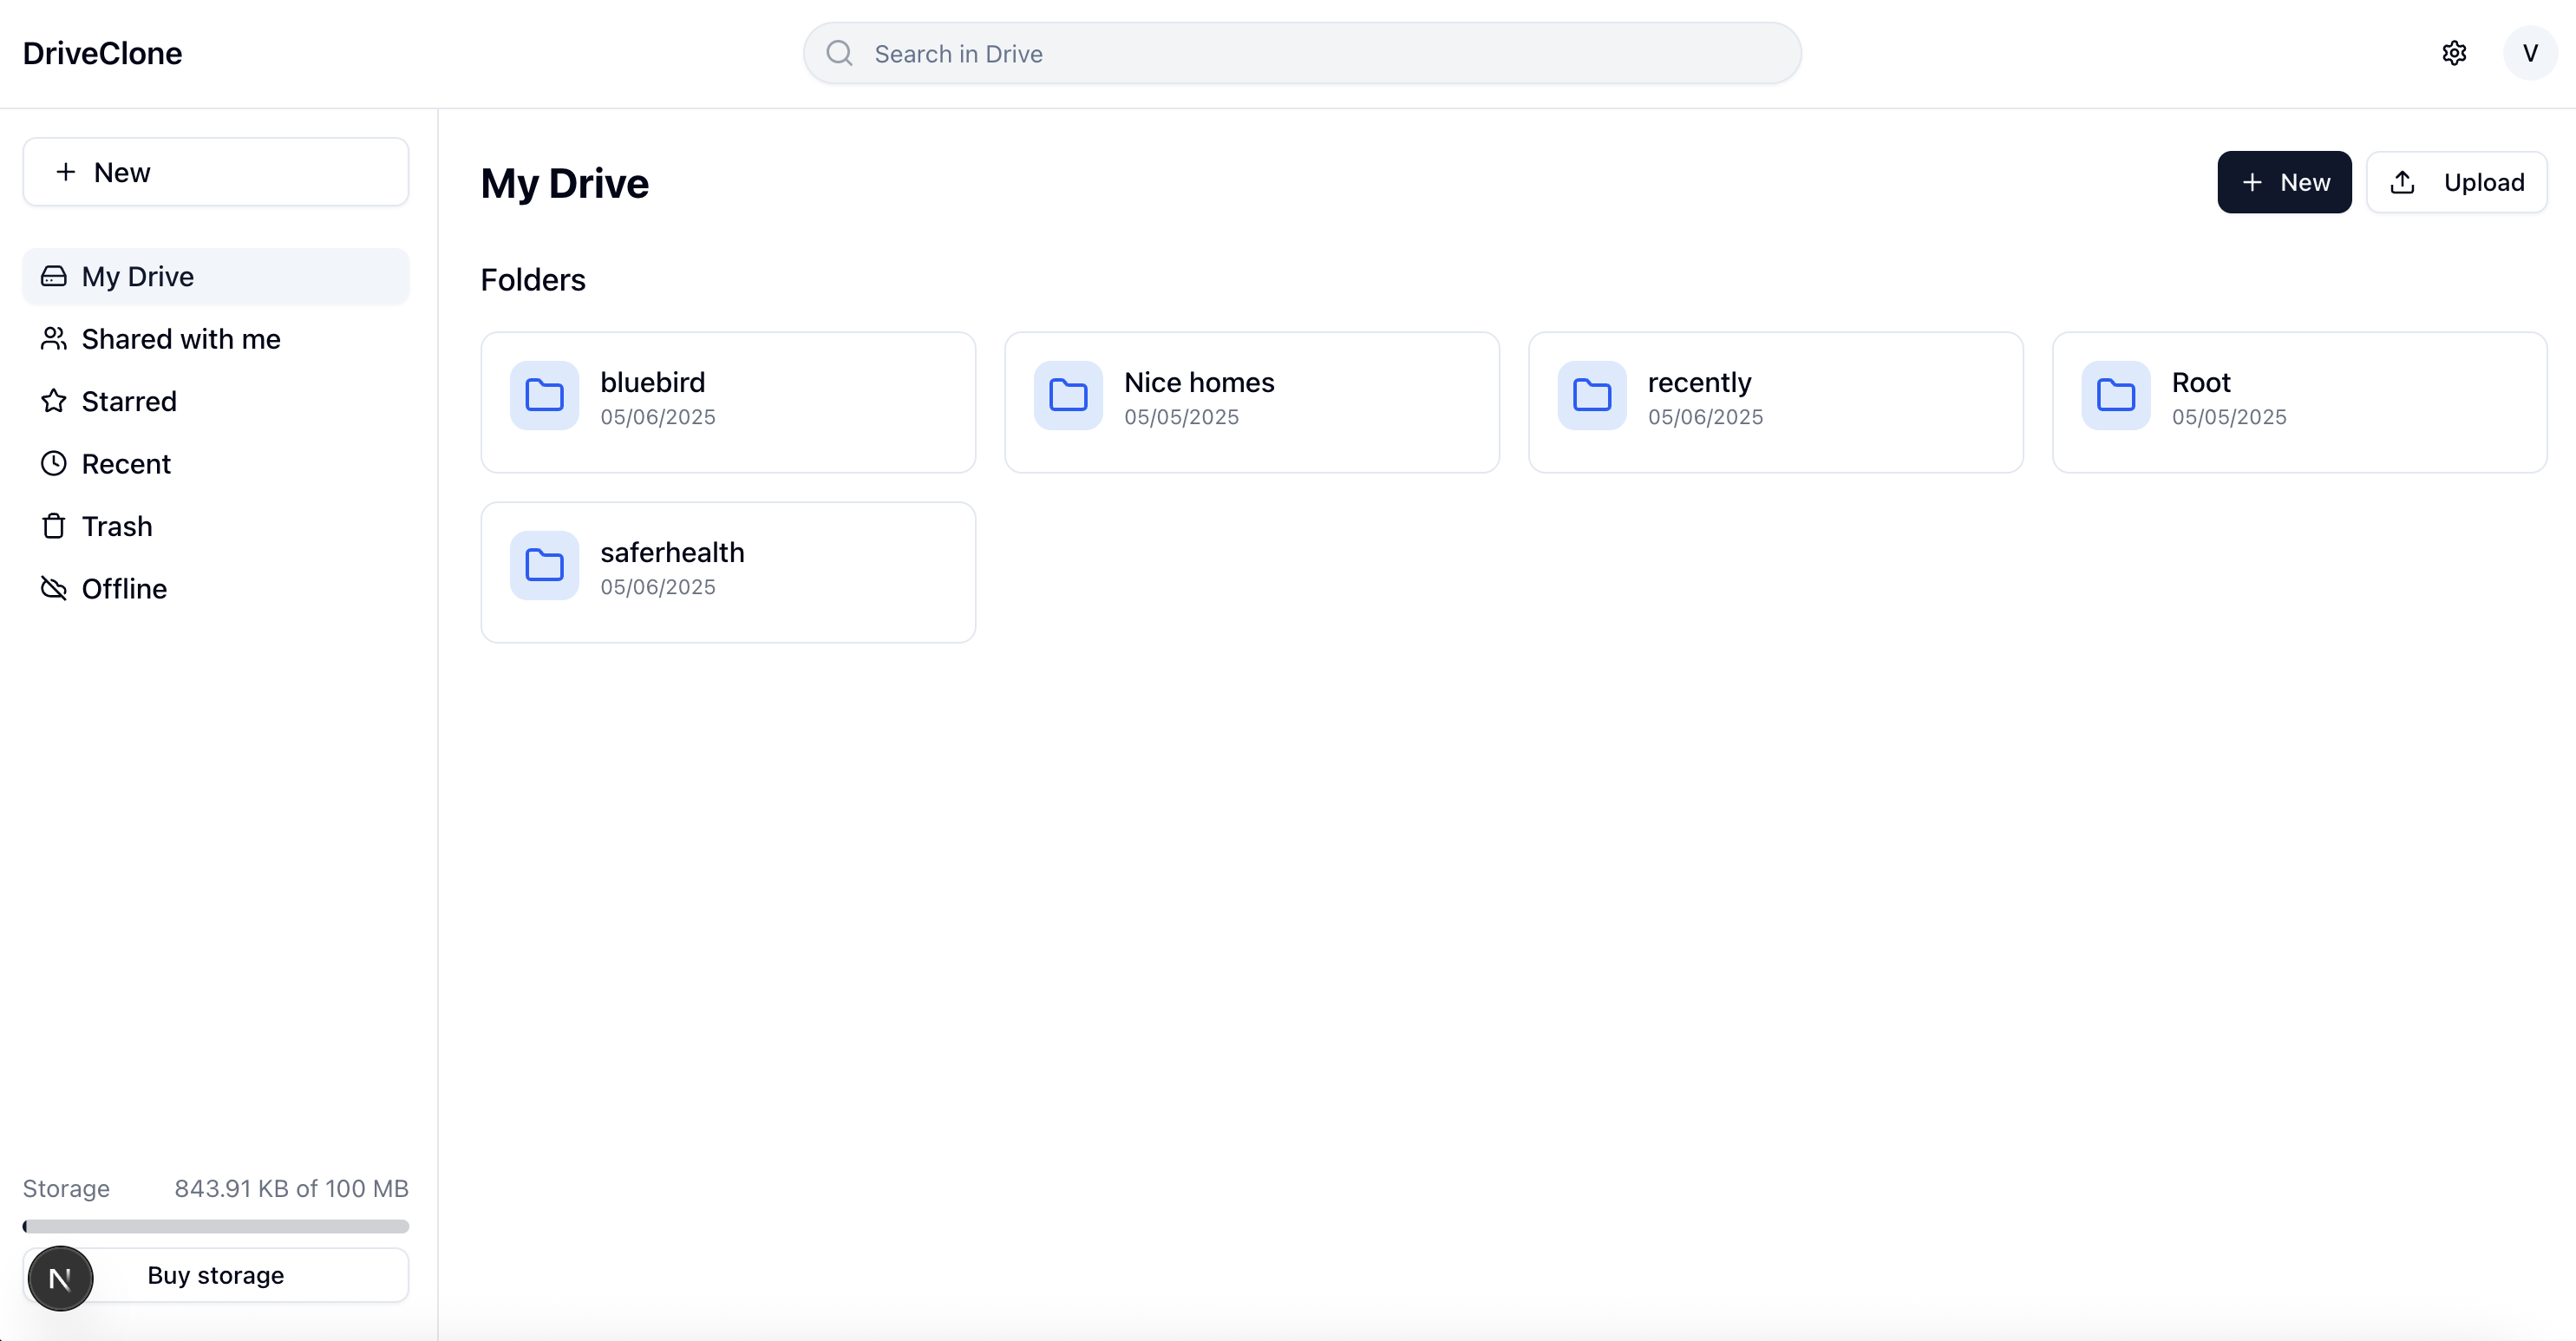 DriveClone
Search in Drive
V
New
My Drive
Shared with me
Starred
Recent
Trash
Offline
Storage 843.91 KB of 100 MB
N
Buy storage
My Drive
New
Upload
Folders
bluebird
05/06/2025
Nice homes
05/05/2025
recently
05/06/2025
Root
05/05/2025
saferhealth
05/06/2025